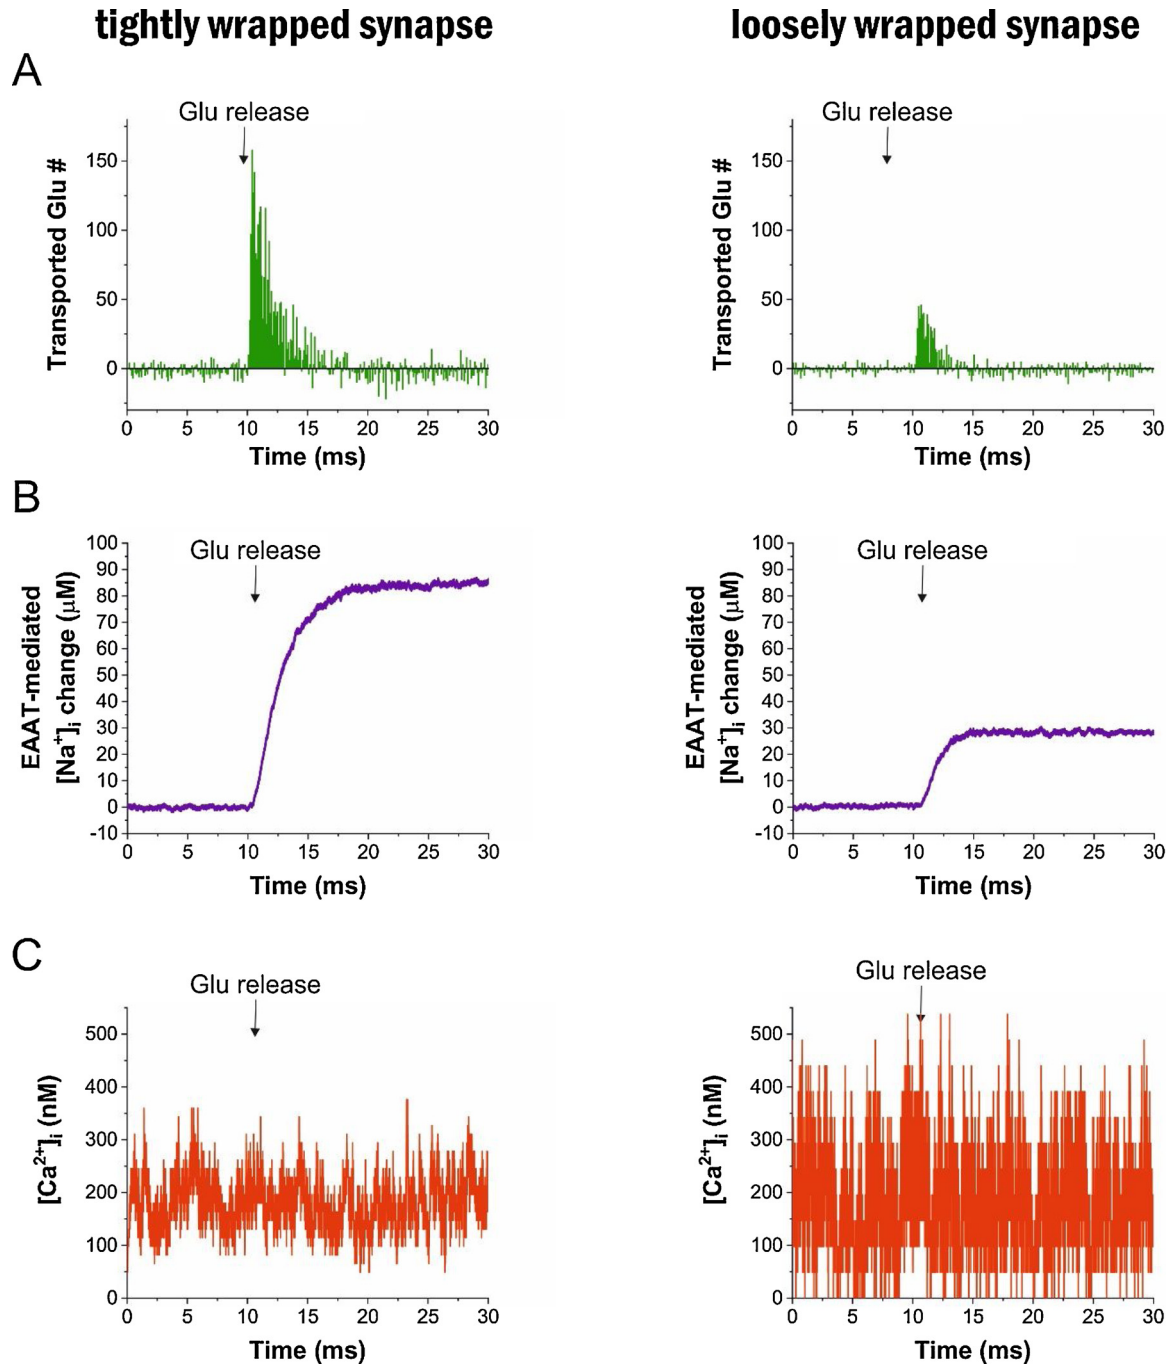 tightly wrapped synapse
loosely wrapped synapse
A
Glu release
Transported Glu #
150
100
50
0
0 5 10 15 20 25 30
Time (ms)
Glu release
Transported Glu #
150
100
50
0
0 5 10 15 20 25 30
Time (ms)
B
Glu release
EAAT-mediated
[Na⁺]ᵢ change (μM)
100
90
80
70
60
50
40
30
20
10
0
-10
0 5 10 15 20 25 30
Time (ms)
Glu release
EAAT-mediated
[Na⁺]ᵢ change (μM)
100
90
80
70
60
50
40
30
20
10
0
-10
0 5 10 15 20 25 30
Time (ms)
C
Glu release
[Ca²⁺]ᵢ (nM)
500
400
300
200
100
0
0 5 10 15 20 25 30
Time (ms)
Glu release
[Ca²⁺]ᵢ (nM)
500
400
300
200
100
0
0 5 10 15 20 25 30
Time (ms)